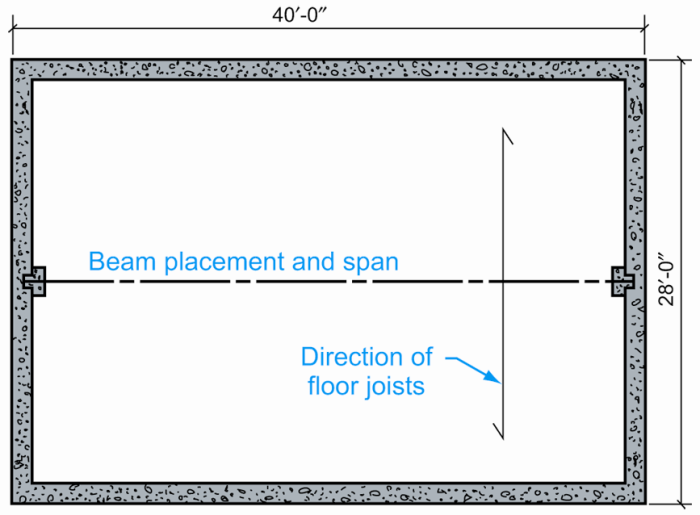 40′-0″
Beam placement and span
28′-0″
Direction of
floor joists